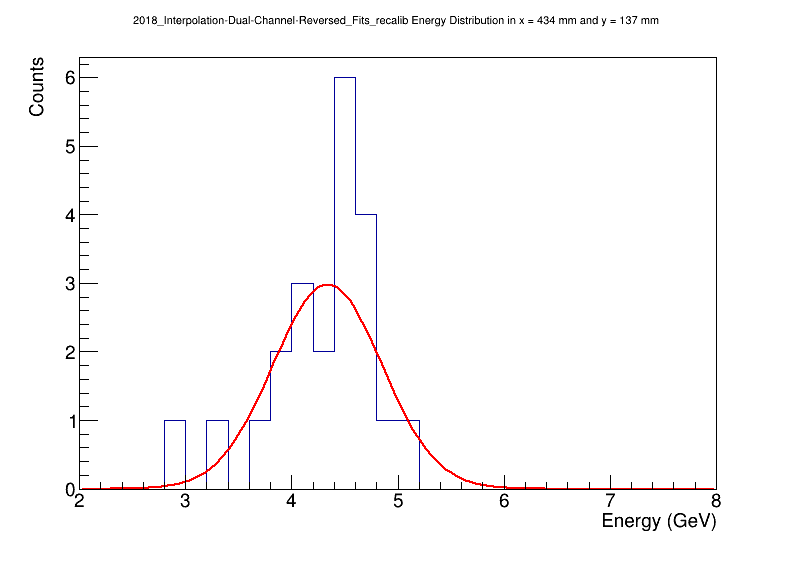 2018_Interpolation-Dual-Channel-Reversed_Fits_recalib Energy Distribution in x = 434 mm and y = 137 mm
Counts
6
5
4
3
2
1
0
2 3 4 5 6 7 8
Energy (GeV)